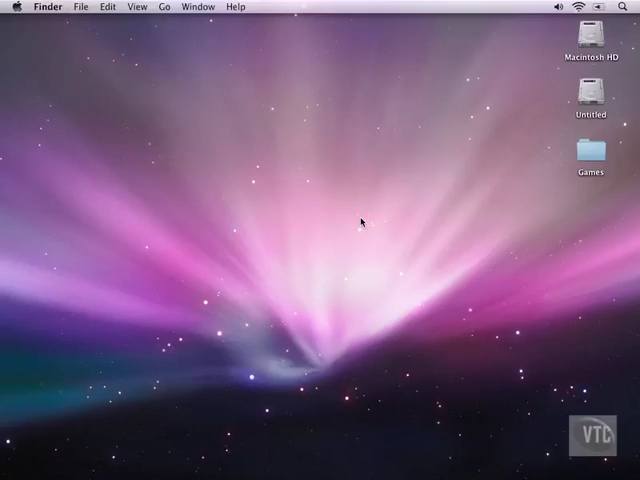 Finder File Edit View Go Window Help
Macintosh HD
Untitled
Games
VTC